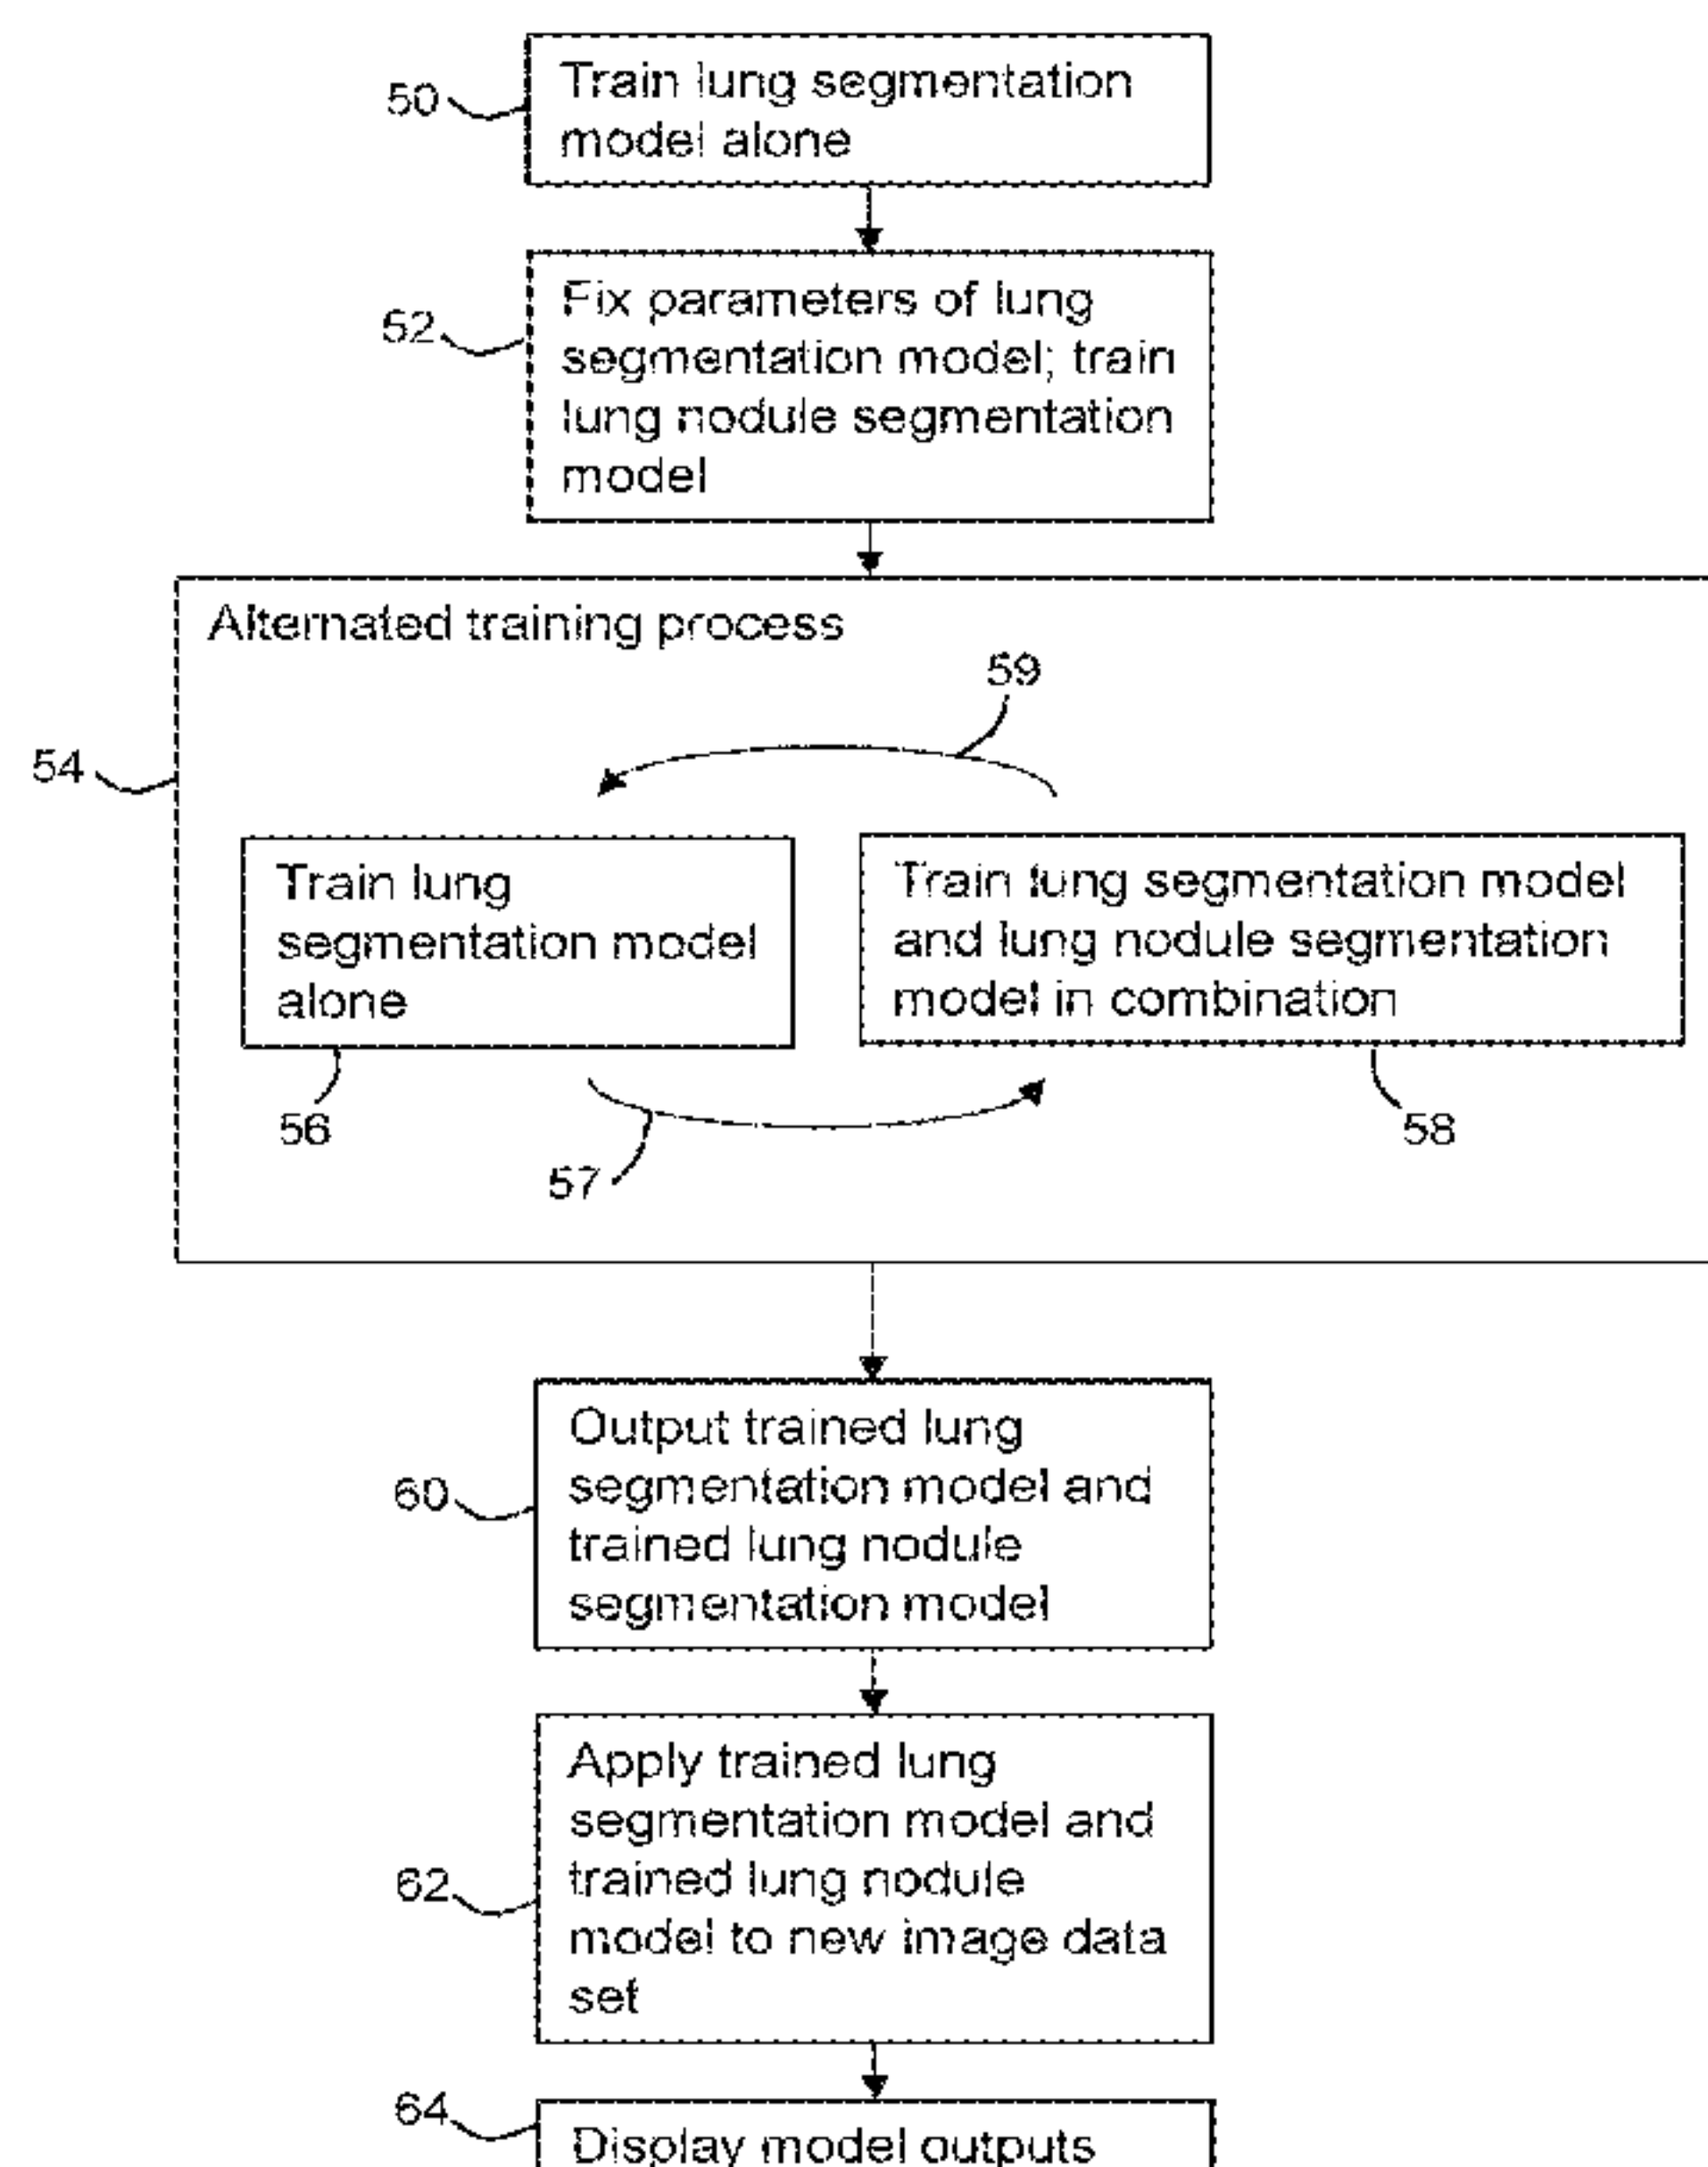 50
Train lung segmentation
model alone
52
Fix parameters of lung
segmentation model; train
lung nodule segmentation
model
54
Alternated training process
59
Train lung
segmentation model
alone
56
Train lung segmentation model
and lung nodule segmentation
model in combination
58
57
60
Output trained lung
segmentation model and
trained lung nodule
segmentation model
62
Apply trained lung
segmentation model and
trained lung nodule
model to new image data
set
64
Display model outputs